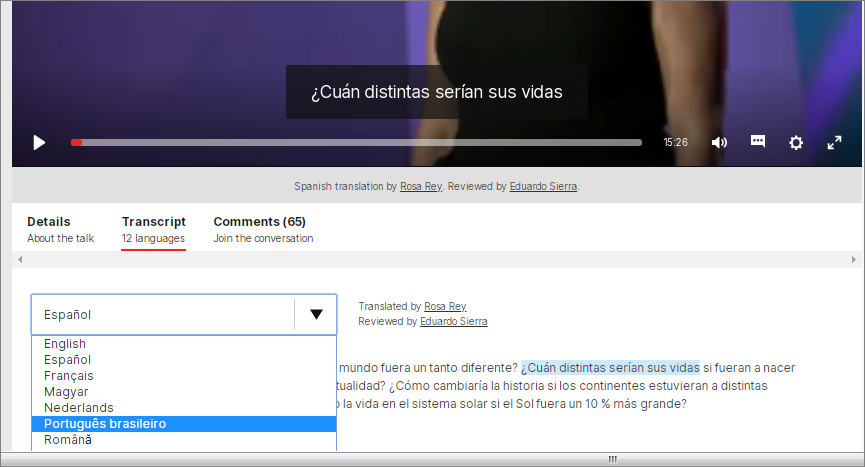 ¿Cuán distintas serían sus vidas
15:26
Spanish translation by Rosa Rey. Reviewed by Eduardo Sierra.
Details
About the talk
Transcript
12 languages
Comments (65)
Join the conversation
Español
Translated by Rosa Rey
Reviewed by Eduardo Sierra
English
Español
Français
Magyar
Nederlands
Português brasileiro
Română
mundo fuera un tanto diferente? ¿Cuán distintas serían sus vidas si fueran a nacer
tualidad? ¿Cómo cambiaría la historia si los continentes estuvieran a distintas
o la vida en el sistema solar si el Sol fuera un 10 % más grande?